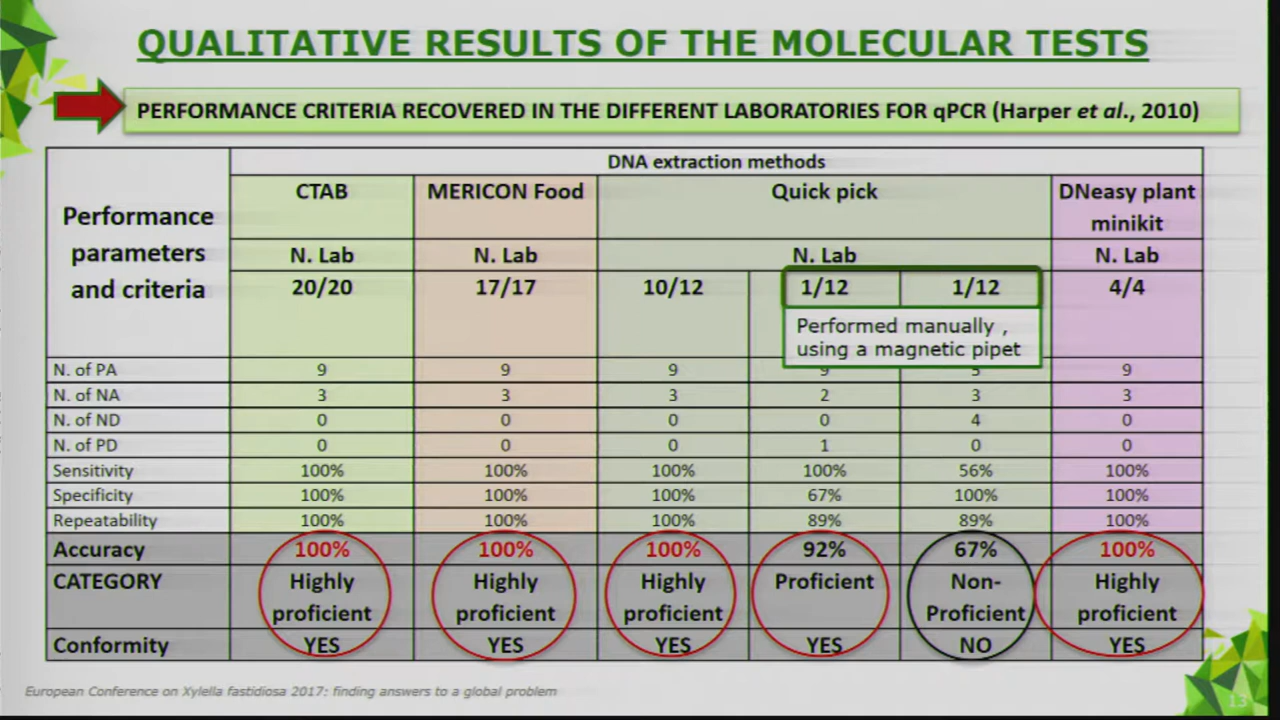 QUALITATIVE RESULTS OF THE MOLECULAR TESTS
PERFORMANCE CRITERIA RECOVERED IN THE DIFFERENT LABORATORIES FOR qPCR (Harper et al., 2010)
Performance parameters and criteria
DNA extraction methods
CTAB MERICON Food Quick pick DNeasy plant minikit
N. Lab N. Lab N. Lab N. Lab
20/20 17/17 10/12 1/12 1/12 4/4
Performed manually ,
using a magnetic pipet
N. of PA 9 9 9 9 5 9
N. of NA 3 3 3 2 3 3
N. of ND 0 0 0 0 4 0
N. of PD 0 0 0 1 0 0
Sensitivity 100% 100% 100% 100% 56% 100%
Specificity 100% 100% 100% 67% 100% 100%
Repeatability 100% 100% 100% 89% 89% 100%
Accuracy 100% 100% 100% 92% 67% 100%
CATEGORY Highly proficient Highly proficient Highly proficient Proficient Non-Proficient Highly proficient
Conformity YES YES YES YES NO YES
European Conference on Xylella fastidiosa 2017: finding answers to a global problem
13